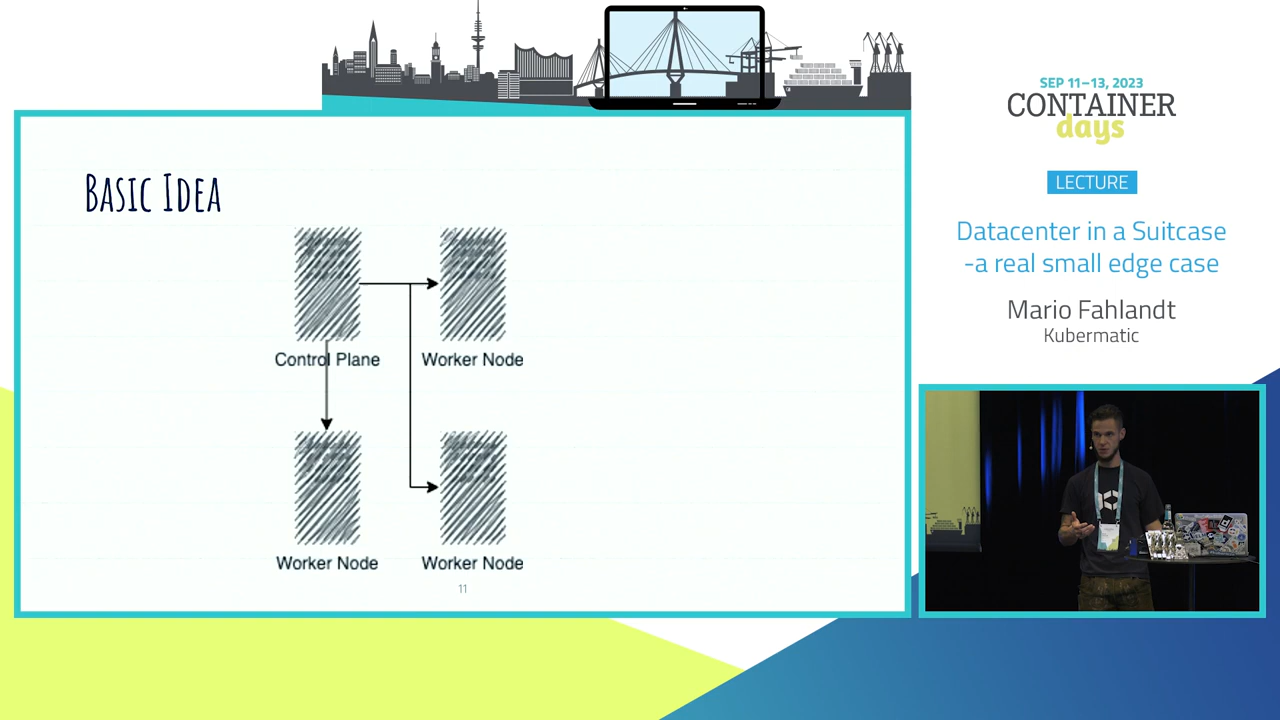 BASIC IDEA
Control Plane
Worker Node
Worker Node
Worker Node
11
SEP 11–13, 2023
CONTAINER
days
LECTURE
Datacenter in a Suitcase
-a real small edge case
Mario Fahlandt
Kubermatic